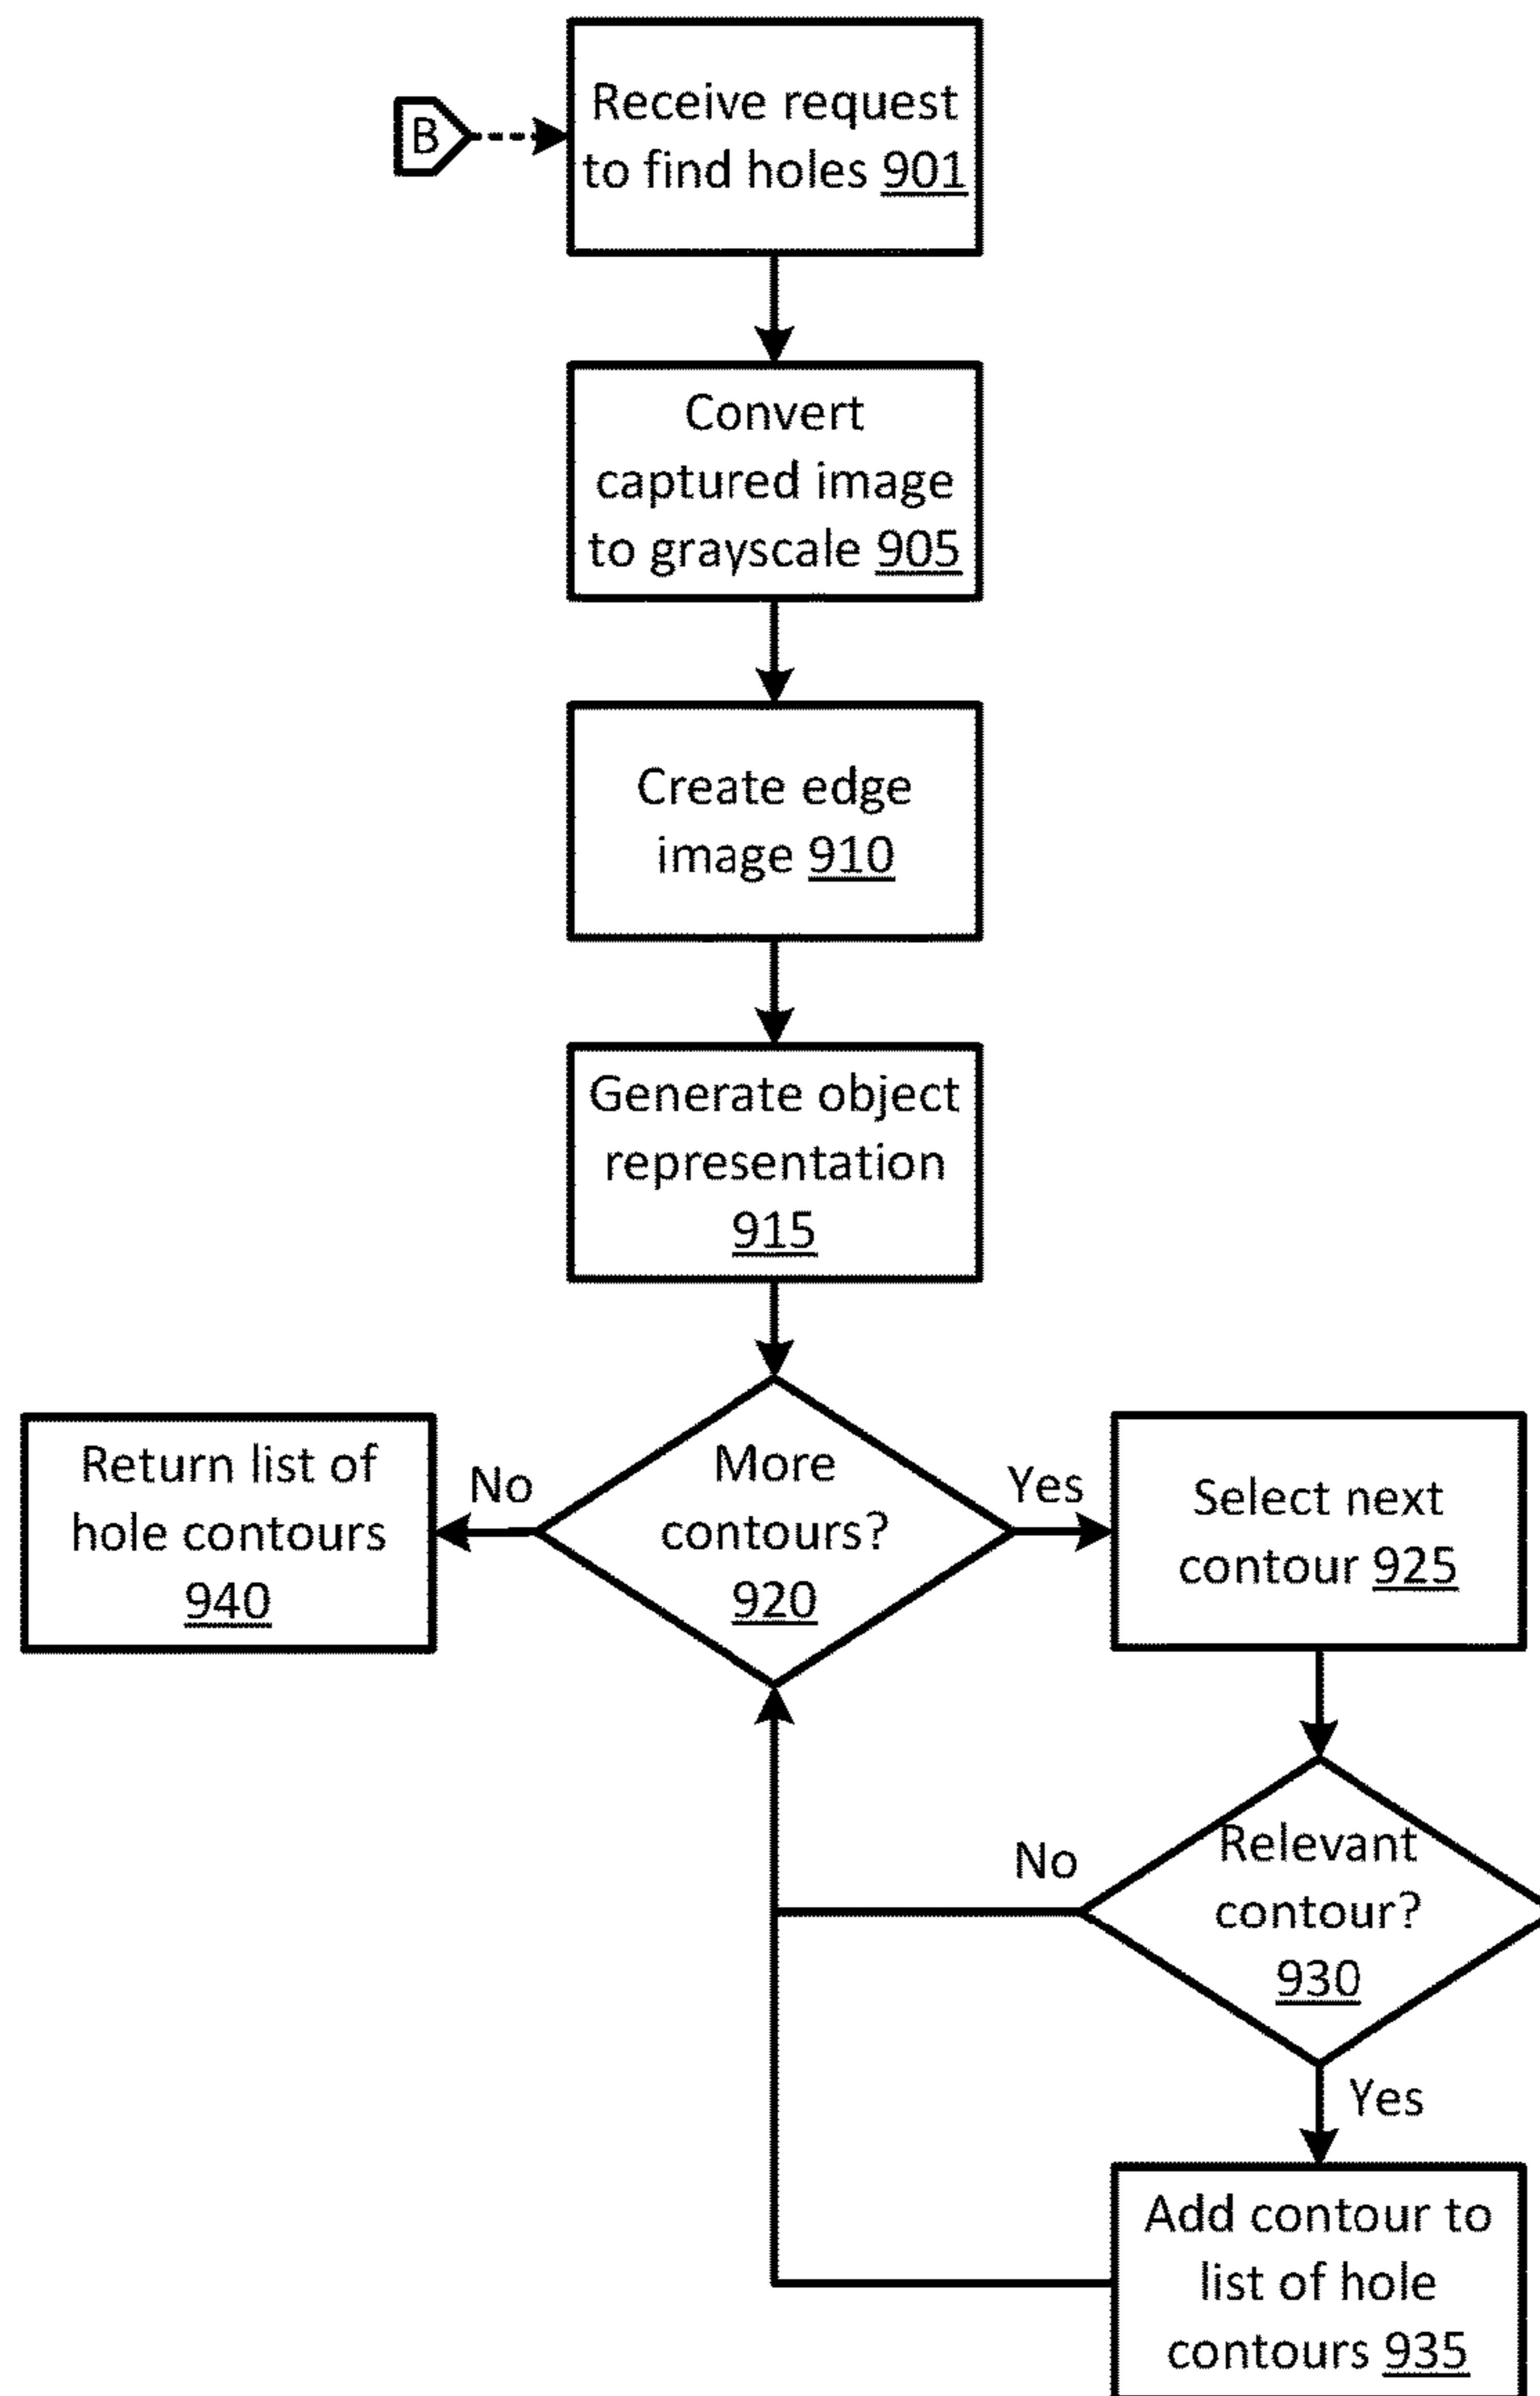 B
Receive request
to find holes 901
Convert
captured image
to grayscale 905
Create edge
image 910
Generate object
representation
915
Return list of
hole contours
940
No
More
contours?
920
Yes
Select next
contour 925
No
Relevant
contour?
930
Yes
Add contour to
list of hole
contours 935